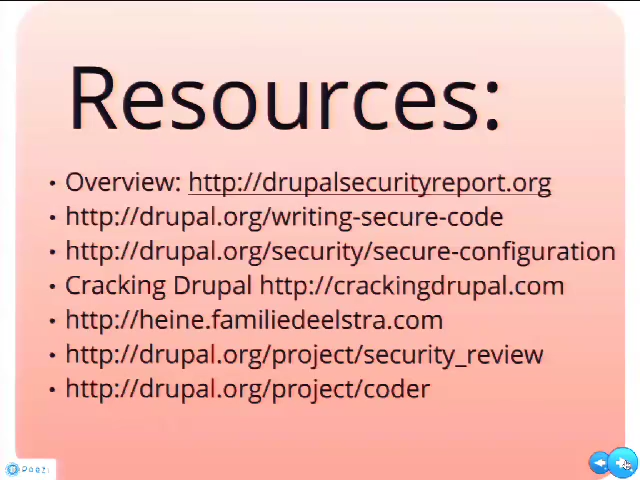 Resources:
• Overview: http://drupalsecurityreport.org
• http://drupal.org/writing-secure-code
• http://drupal.org/security/secure-configuration
• Cracking Drupal http://crackingdrupal.com
• http://heine.familiedeelstra.com
• http://drupal.org/project/security_review
• http://drupal.org/project/coder
Prezi